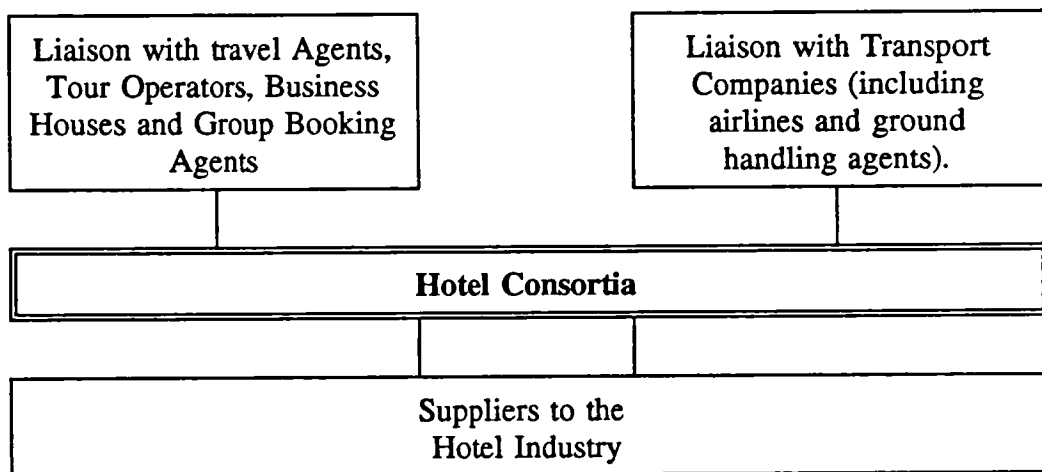 Liaison with travel Agents,
Tour Operators, Business
Houses and Group Booking
Agents
Liaison with Transport
Companies (including
airlines and ground
handling agents).
Hotel Consortia
Suppliers to the
Hotel Industry